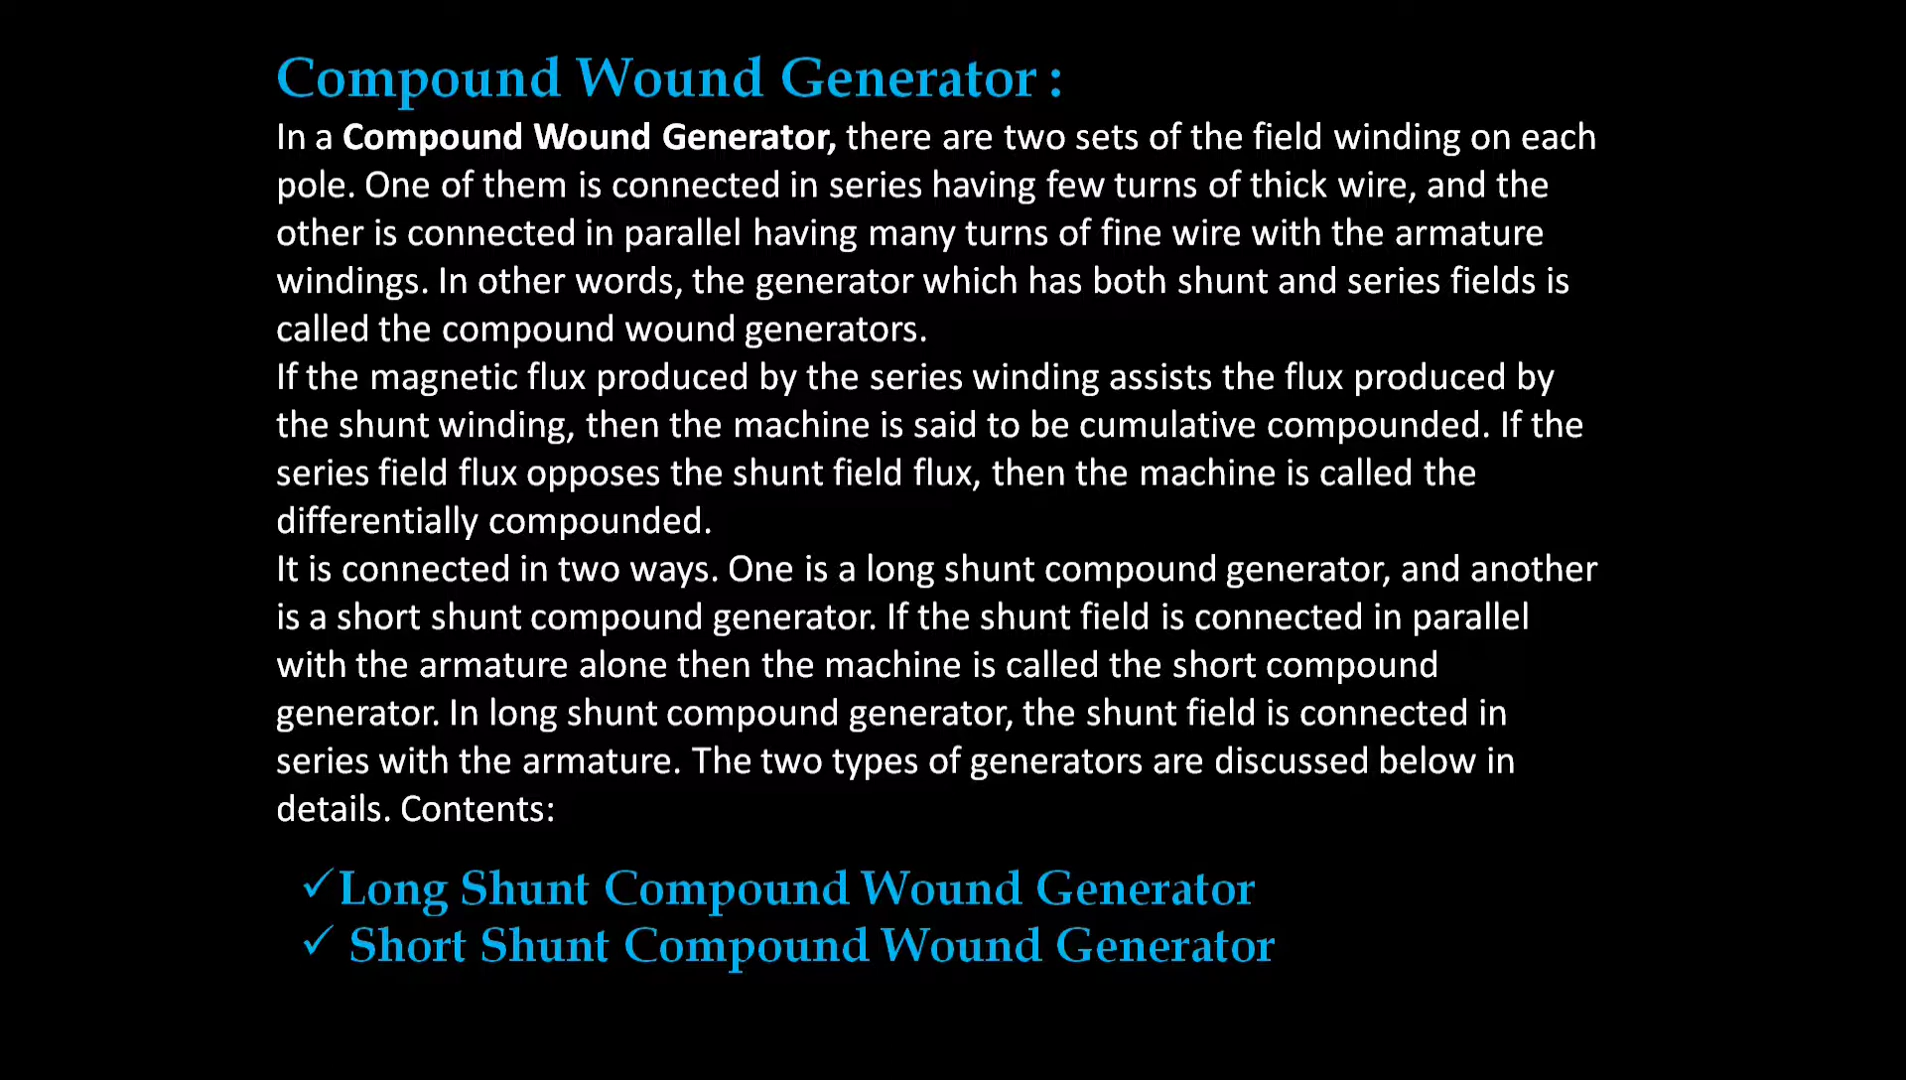 Compound Wound Generator :
In a Compound Wound Generator, there are two sets of the field winding on each
pole. One of them is connected in series having few turns of thick wire, and the
other is connected in parallel having many turns of fine wire with the armature
windings. In other words, the generator which has both shunt and series fields is
called the compound wound generators.
If the magnetic flux produced by the series winding assists the flux produced by
the shunt winding, then the machine is said to be cumulative compounded. If the
series field flux opposes the shunt field flux, then the machine is called the
differentially compounded.
It is connected in two ways. One is a long shunt compound generator, and another
is a short shunt compound generator. If the shunt field is connected in parallel
with the armature alone then the machine is called the short compound
generator. In long shunt compound generator, the shunt field is connected in
series with the armature. The two types of generators are discussed below in
details. Contents:
✓Long Shunt Compound Wound Generator
✓ Short Shunt Compound Wound Generator